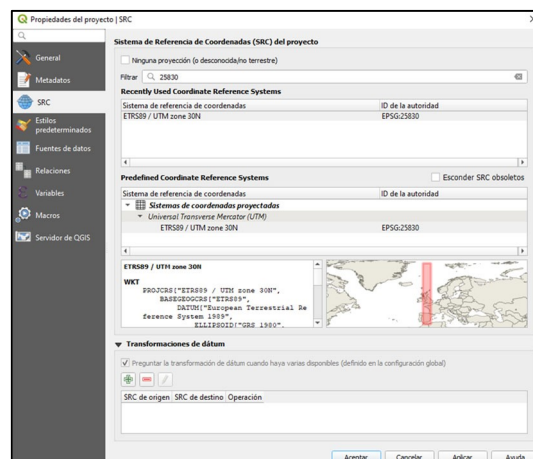 Propiedades del proyecto | SRC
Sistema de Referencia de Coordenadas (SRC) del proyecto
General
Metadatos
SRC
Estilos
predeterminados
Fuentes de datos
Relaciones
Variables
Macros
Servidor de QGIS
Ninguna proyección (o desconocida/no terrestre)
Filtrar 25830
Recently Used Coordinate Reference Systems
Sistema de referencia de coordenadas ID de la autoridad
ETRS89 / UTM zone 30N EPSG:25830
Predefined Coordinate Reference Systems Esconder SRC obsoletos
Sistema de referencia de coordenadas ID de la autoridad
Sistemas de coordenadas proyectadas
Universal Transverse Mercator (UTM)
ETRS89 / UTM zone 30N EPSG:25830
ETRS89 / UTM zone 30N
WKT
PROJCRS["ETRS89 / UTM zone 30N",
BASEGEOGCRS["ETRS89",
DATUM["European Terrestrial Re
ference System 1989",
ELLIPSOID["GRS 1980",
Transformaciones de dátum
Preguntar la transformación de dátum cuando haya varias disponibles (definido en la configuración global)
SRC de origen SRC de destino Operación
Aceptar Cancelar Aplicar Ayuda